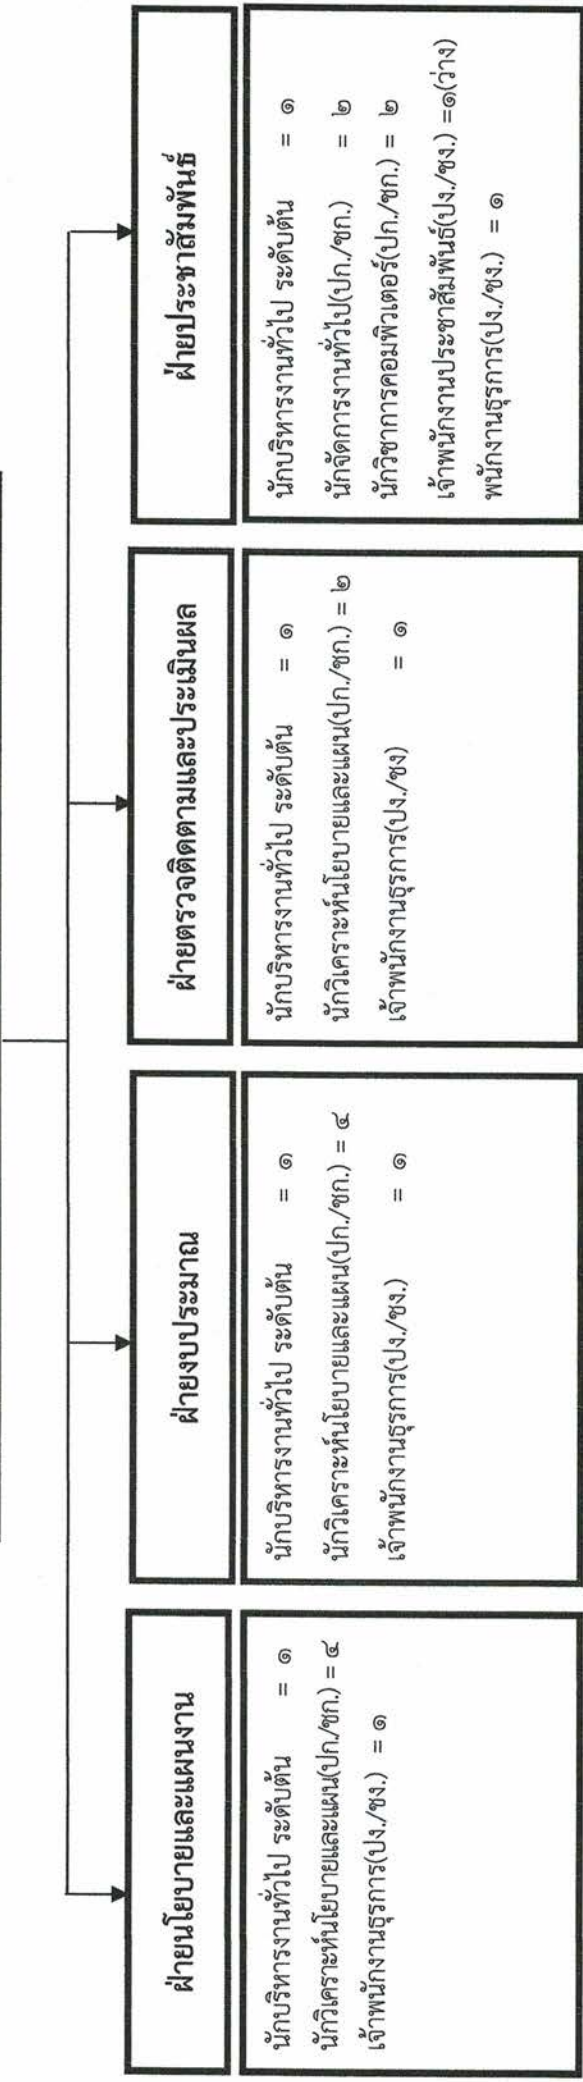 ฝ่ายนโยบายและแผนงาน
นักบริหารงานทั่วไป ระดับต้น = ๑
นักวิเคราะห์นโยบายและแผน(ปก./ชก.) = ๔
เจ้าพนักงานธุรการ(ปง./ชง.) = ๑
ฝ่ายงบประมาณ
นักบริหารงานทั่วไป ระดับต้น = ๑
นักวิเคราะห์นโยบายและแผน(ปก./ชก.) = ๔
เจ้าพนักงานธุรการ(ปง./ชง.) = ๑
ฝ่ายตรวจติดตามและประเมินผล
นักบริหารงานทั่วไป ระดับต้น = ๑
นักวิเคราะห์นโยบายและแผน(ปก./ชก.) = ๒
เจ้าพนักงานธุรการ(ปง./ชง) = ๑
ฝ่ายประชาสัมพันธ์
นักบริหารงานทั่วไป ระดับต้น = ๑
นักจัดการงานทั่วไป(ปก./ชก.) = ๒
นักวิชาการคอมพิวเตอร์(ปก./ชก.) = ๒
เจ้าพนักงานประชาสัมพันธ์(ปง./ชง.) =๑(ว่าง)
พนักงานธุรการ(ปง./ชง.) = ๑